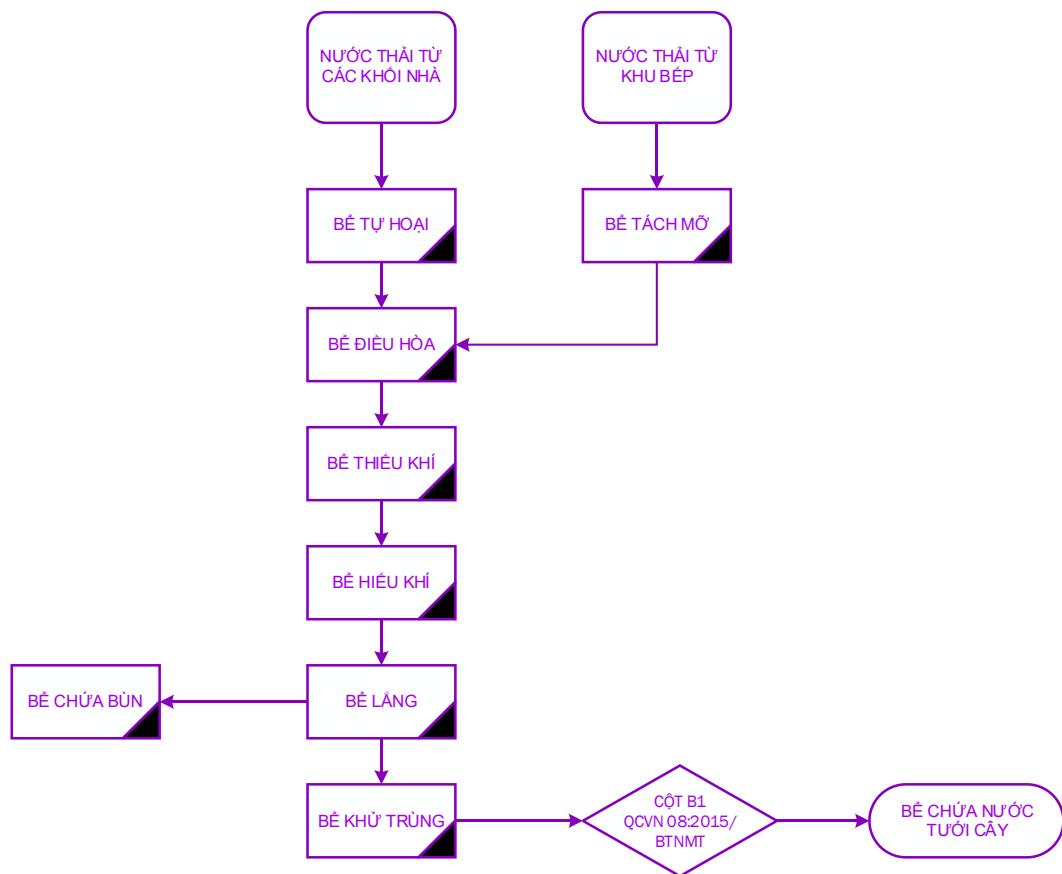 NƯỚC THẢI TỪ
CÁC KHỐI NHÀ
NƯỚC THẢI TỪ
KHU BẾP
BỂ TỰ HOẠI
BỂ TÁCH MỠ
BỂ ĐIỀU HÒA
BỂ THIẾU KHÍ
BỂ HIẾU KHÍ
BỂ CHỨA BÙN
BỂ LẮNG
BỂ KHỬ TRÙNG
CỘT B1
QCVN 08:2015/
BTNMT
BỂ CHỨA NƯỚC
TƯỚI CÂY